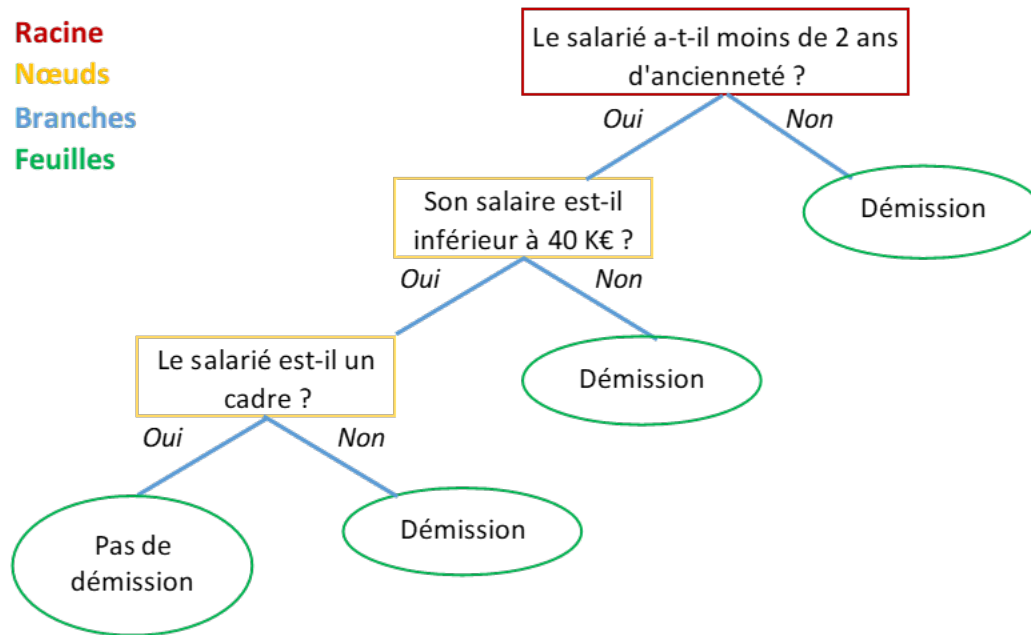 Racine
Nœuds
Branches
Feuilles
Le salarié a-t-il moins de 2 ans
d'ancienneté ?
Oui
Non
Son salaire est-il
inférieur à 40 K€ ?
Démission
Oui
Non
Le salarié est-il un
cadre ?
Démission
Oui
Non
Pas de
démission
Démission